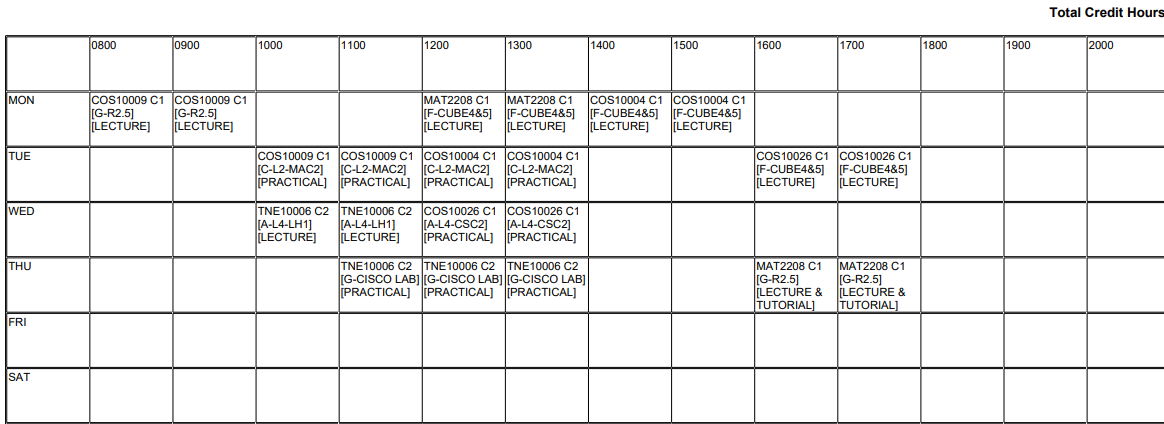 Total Credit Hours
0800 0900 1000 1100 1200 1300 1400 1500 1600 1700 1800 1900 2000
MON COS10009 C1 COS10009 C1 MAT2208 C1 MAT2208 C1 COS10004 C1 COS10004 C1
[G-R2.5] [G-R2.5] [F-CUBE4&5] [F-CUBE4&5] [F-CUBE4&5] [F-CUBE4&5]
[LECTURE] [LECTURE] [LECTURE] [LECTURE] [LECTURE] [LECTURE]
TUE COS10009 C1 COS10009 C1 COS10004 C1 COS10004 C1 COS10026 C1 COS10026 C1
[C-L2-MAC2] [C-L2-MAC2] [C-L2-MAC2] [C-L2-MAC2] [F-CUBE4&5] [F-CUBE4&5]
[PRACTICAL] [PRACTICAL] [PRACTICAL] [PRACTICAL] [LECTURE] [LECTURE]
WED TNE10006 C2 TNE10006 C2 COS10026 C1 COS10026 C1
[A-L4-LH1] [A-L4-LH1] [A-L4-CSC2] [A-L4-CSC2]
[LECTURE] [LECTURE] [PRACTICAL] [PRACTICAL]
THU TNE10006 C2 TNE10006 C2 TNE10006 C2 MAT2208 C1 MAT2208 C1
[G-CISCO LAB] [G-CISCO LAB] [G-CISCO LAB] [G-R2.5] [G-R2.5]
[PRACTICAL] [PRACTICAL] [PRACTICAL] [LECTURE & [LECTURE &
TUTORIAL] TUTORIAL]
FRI
SAT